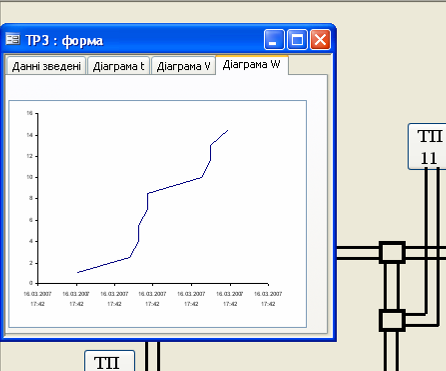 ТРЗ : форма
Данні зведені
Діаграма t
Діаграма V
Діаграма W
16
14
12
10
8
6
4
2
0
16.03.2007 16.03.2007 16.03.2007 16.03.2007 16.03.2007 16.03.2007 16.03.2007
17:42 17:42 17:42 17:42 17:42 17:42 17:42
ТП
11
ТП